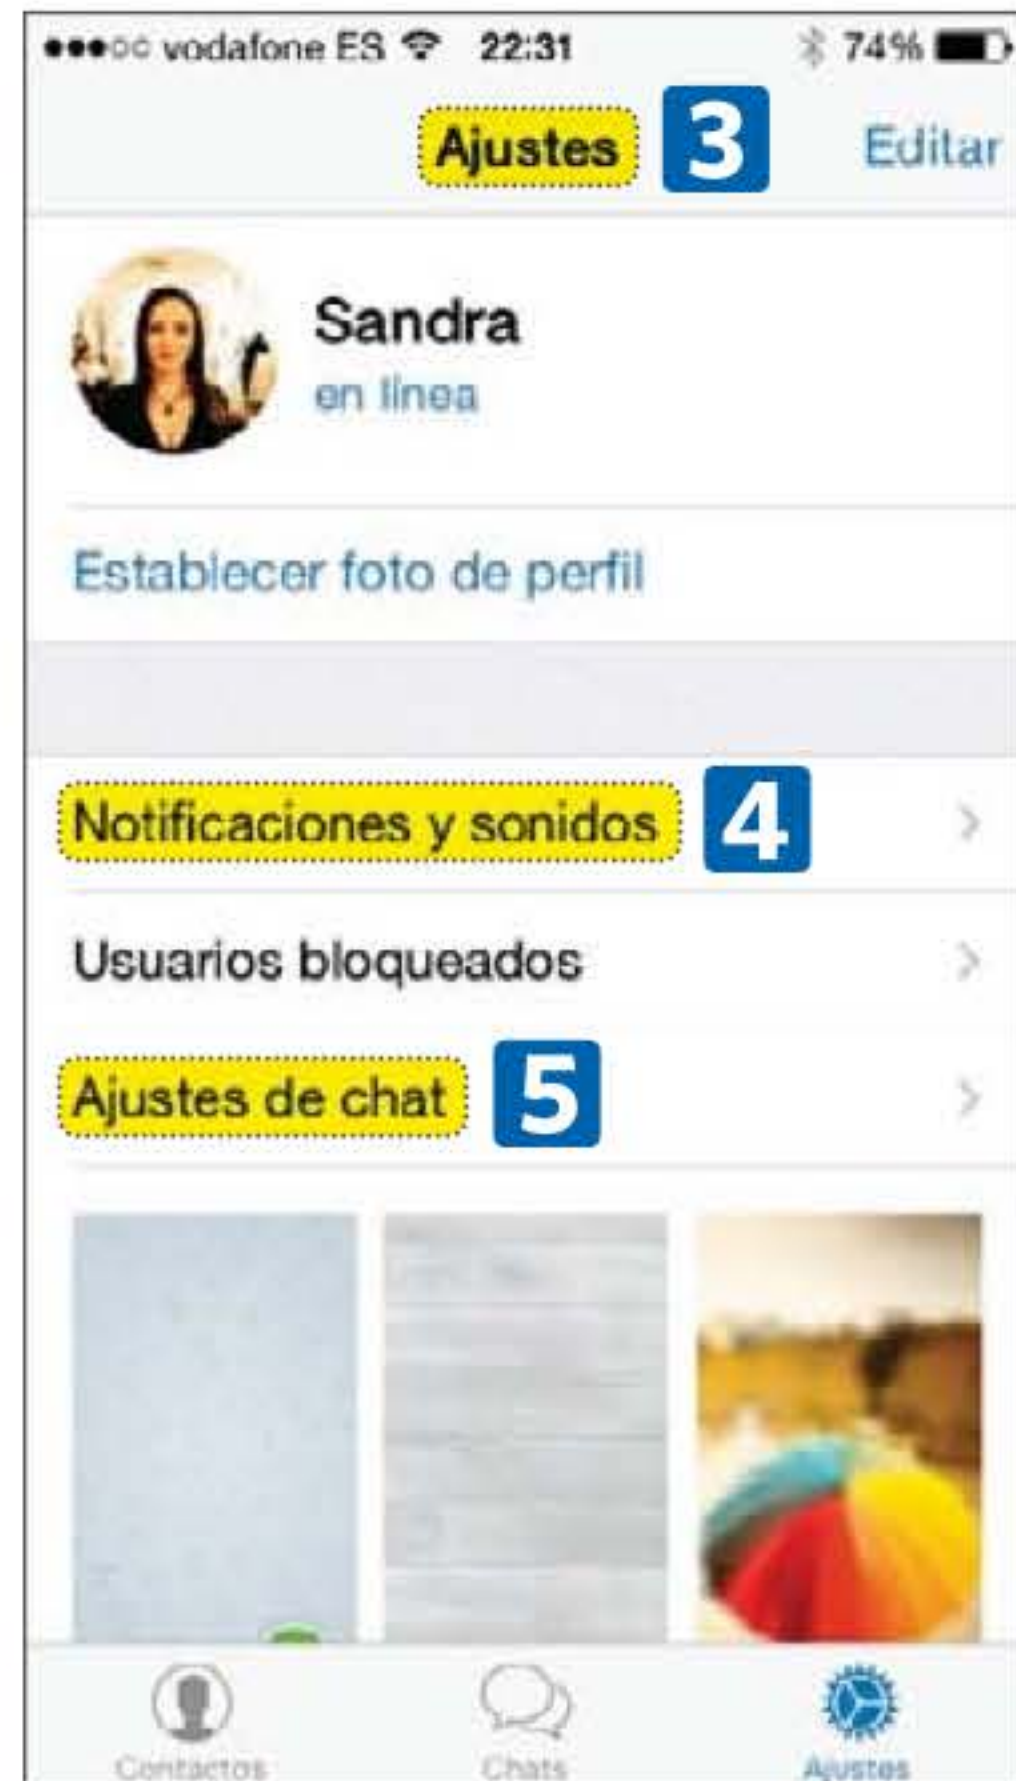 vodafone ES 22:31 74%
Ajustes 3 Editar
Sandra
en línea
Establecer foto de perfil
Notificaciones y sonidos 4
Usuarios bloqueados
Ajustes de chat 5
Contactos Chats Ajustes